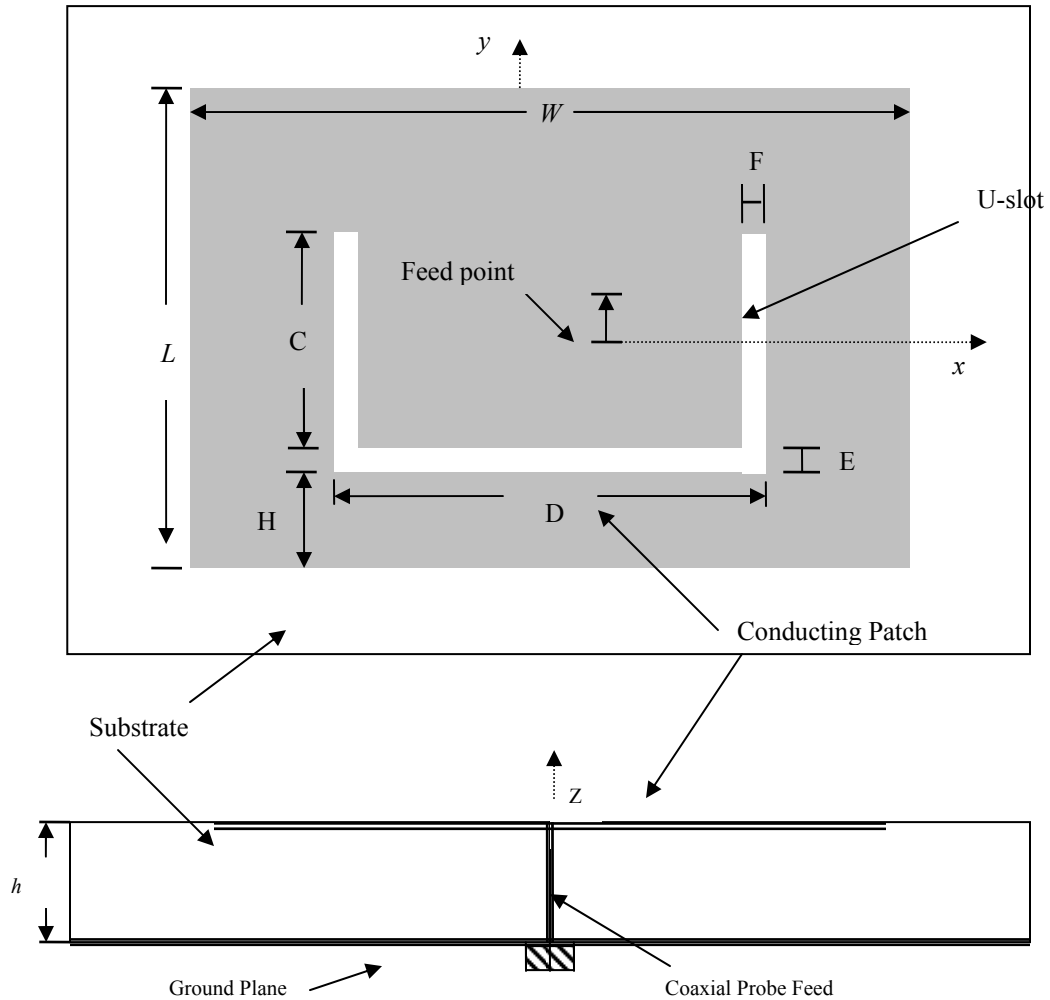 y
W
F
U-slot
Feed point
C
L
x
E
H
D
Conducting Patch
Substrate
Z
h
Ground Plane
Coaxial Probe Feed